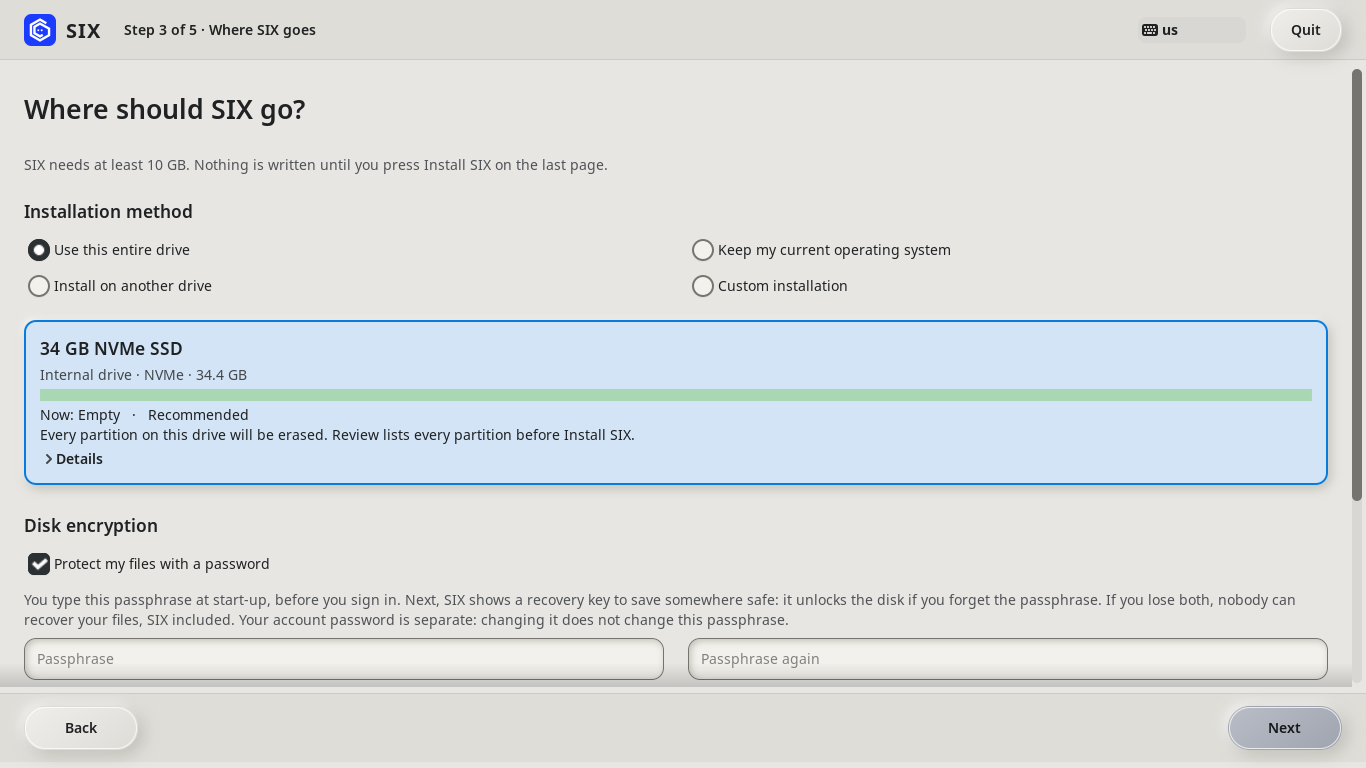 SIX
Step 3 of 5 · Where SIX goes
us
Quit
Where should SIX go?
SIX needs at least 10 GB. Nothing is written until you press Install SIX on the last page.
Installation method
Use this entire drive
Keep my current operating system
Install on another drive
Custom installation
34 GB NVMe SSD
Internal drive · NVMe · 34.4 GB
Now: Empty · Recommended
Every partition on this drive will be erased. Review lists every partition before Install SIX.
Details
Disk encryption
Protect my files with a password
You type this passphrase at start-up, before you sign in. Next, SIX shows a recovery key to save somewhere safe: it unlocks the disk if you forget the passphrase. If you lose both, nobody can
recover your files, SIX included. Your account password is separate: changing it does not change this passphrase.
Passphrase
Passphrase again
Back
Next